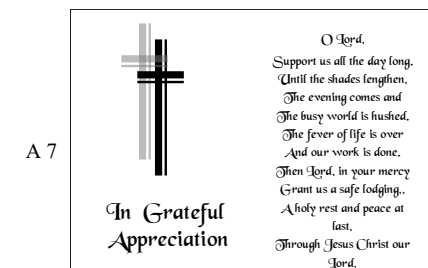 A 7
In Grateful
Appreciation
O Lord,
Support us all the day long.
Until the shades lengthen,
The evening comes and
The busy world is hushed.
The fever of life is over
And our work is done.
Then Lord, in your mercy
Grant us a safe lodging,,
A holy rest and peace at
last,
Through Jesus Christ our
Lord,